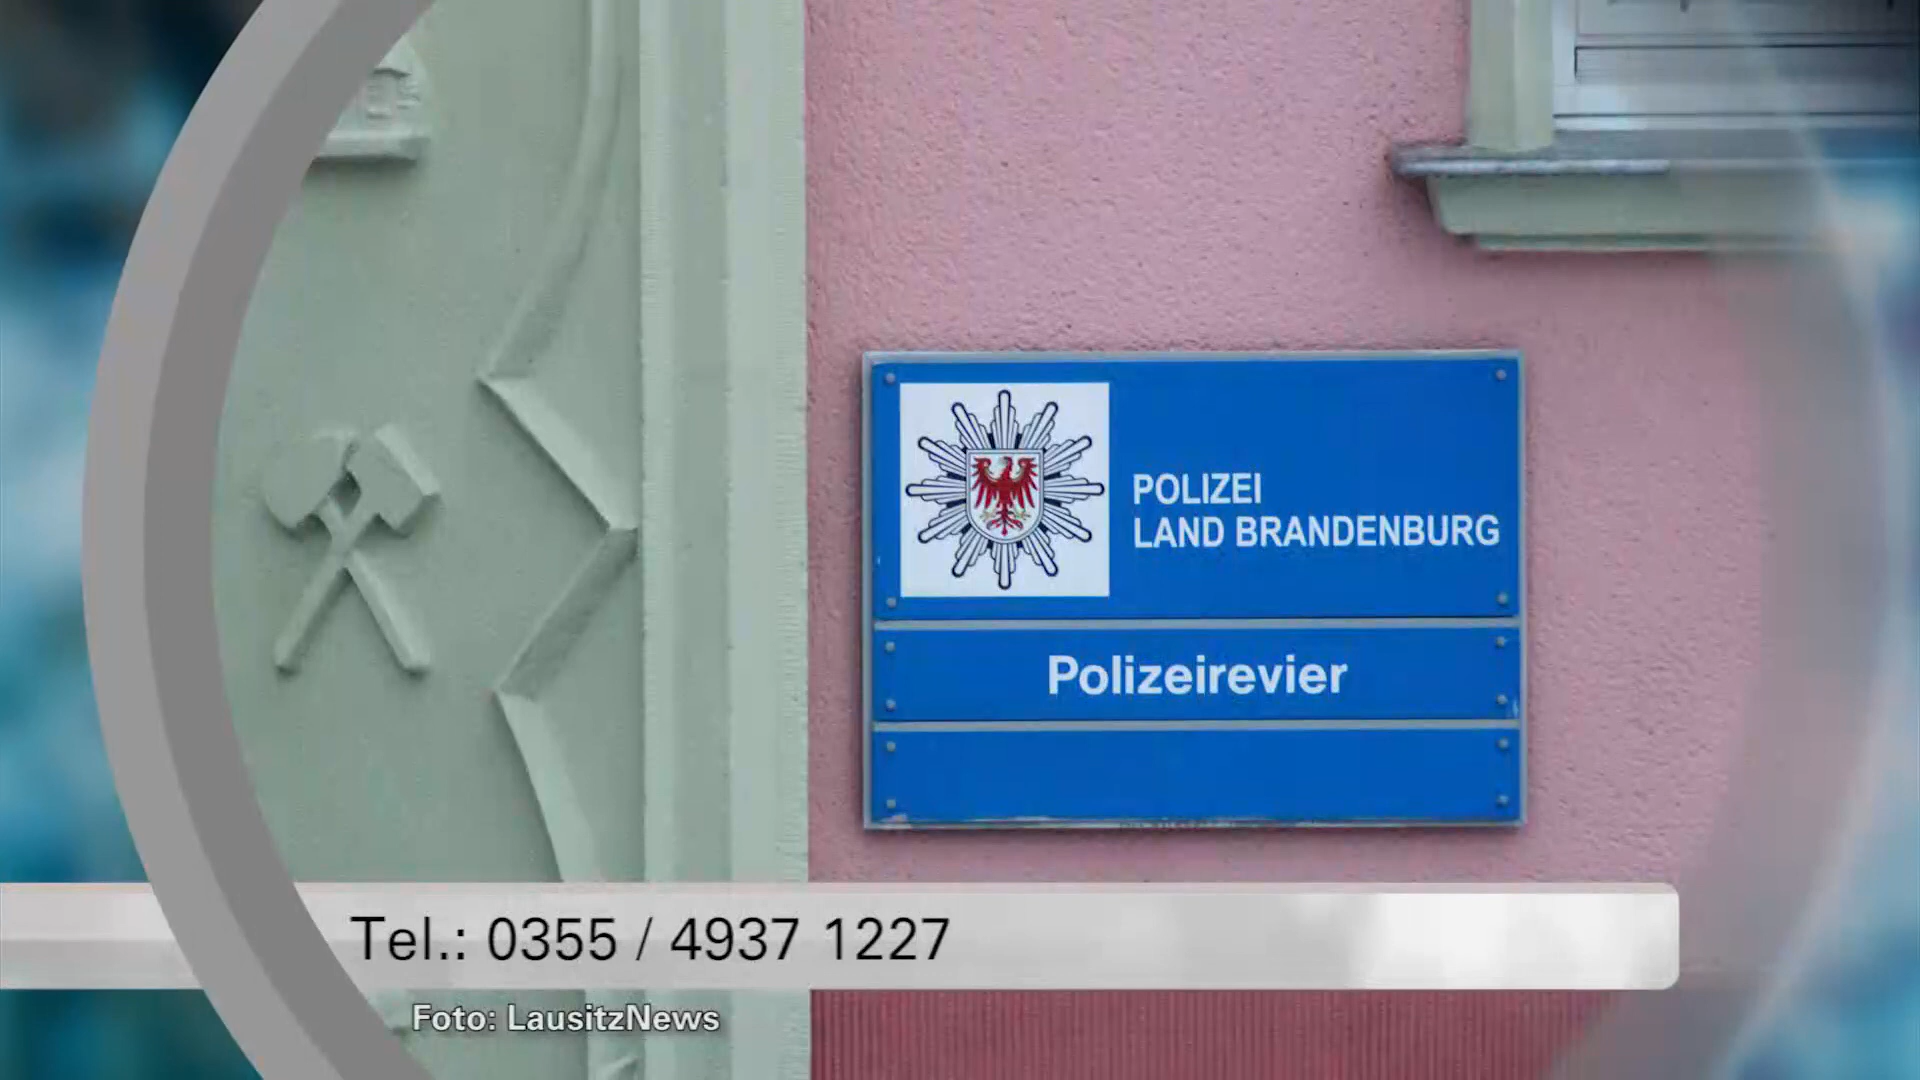 POLIZEI
LAND BRANDENBURG
Polizeirevier
Tel.: 0355 / 4937 1227
Foto: LausitzNews